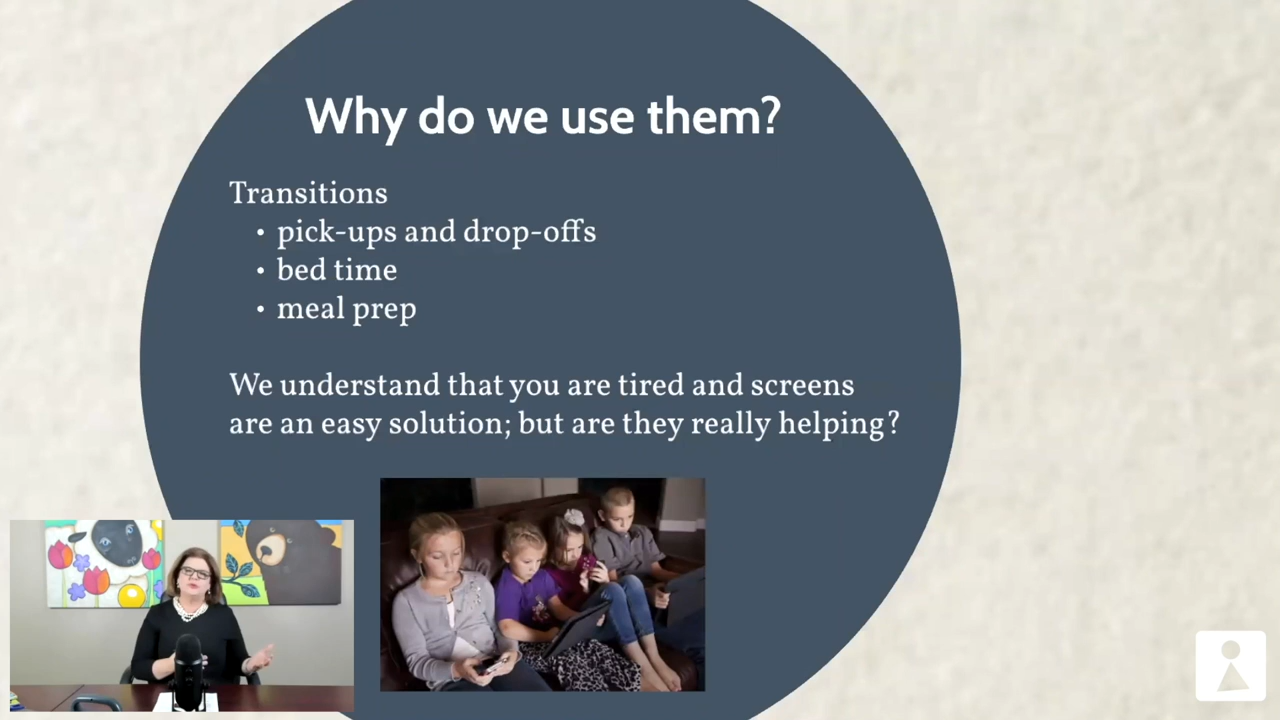 Why do we use them?
Transitions
• pick-ups and drop-offs
• bed time
• meal prep
We understand that you are tired and screens
are an easy solution; but are they really helping?